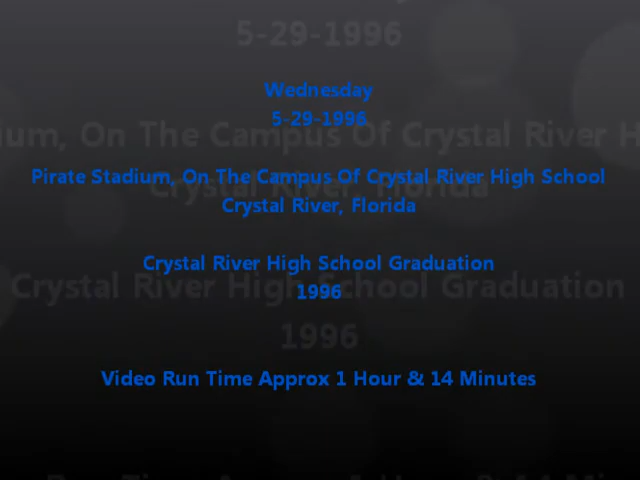 Wednesday
5-29-1996
Pirate Stadium, On The Campus Of Crystal River High School
Crystal River, Florida
Crystal River High School Graduation
1996
Video Run Time Approx 1 Hour & 14 Minutes